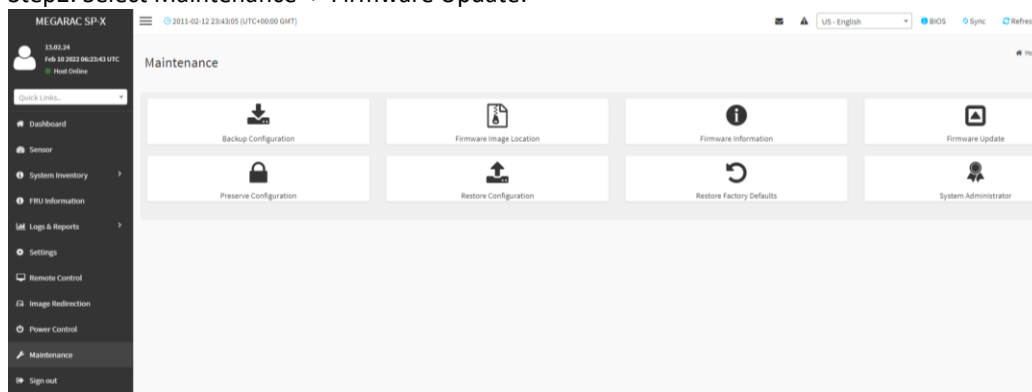 Step2: Select Maintenance -> Firmware Update.
MEGARAC SP-X
2011-02-12 23:43:05 (UTC+00:00 GMT)
US - English
BIOS
Sync
Refres
13.02.24
Feb 10 2022 06:23:43 UTC
Host Online
Quick Links...
Dashboard
Sensor
System Inventory
FRU Information
Logs & Reports
Settings
Remote Control
Image Redirection
Power Control
Maintenance
Sign out
Maintenance
Backup Configuration
Firmware Image Location
Firmware Information
Firmware Update
Preserve Configuration
Restore Configuration
Restore Factory Defaults
System Administrator